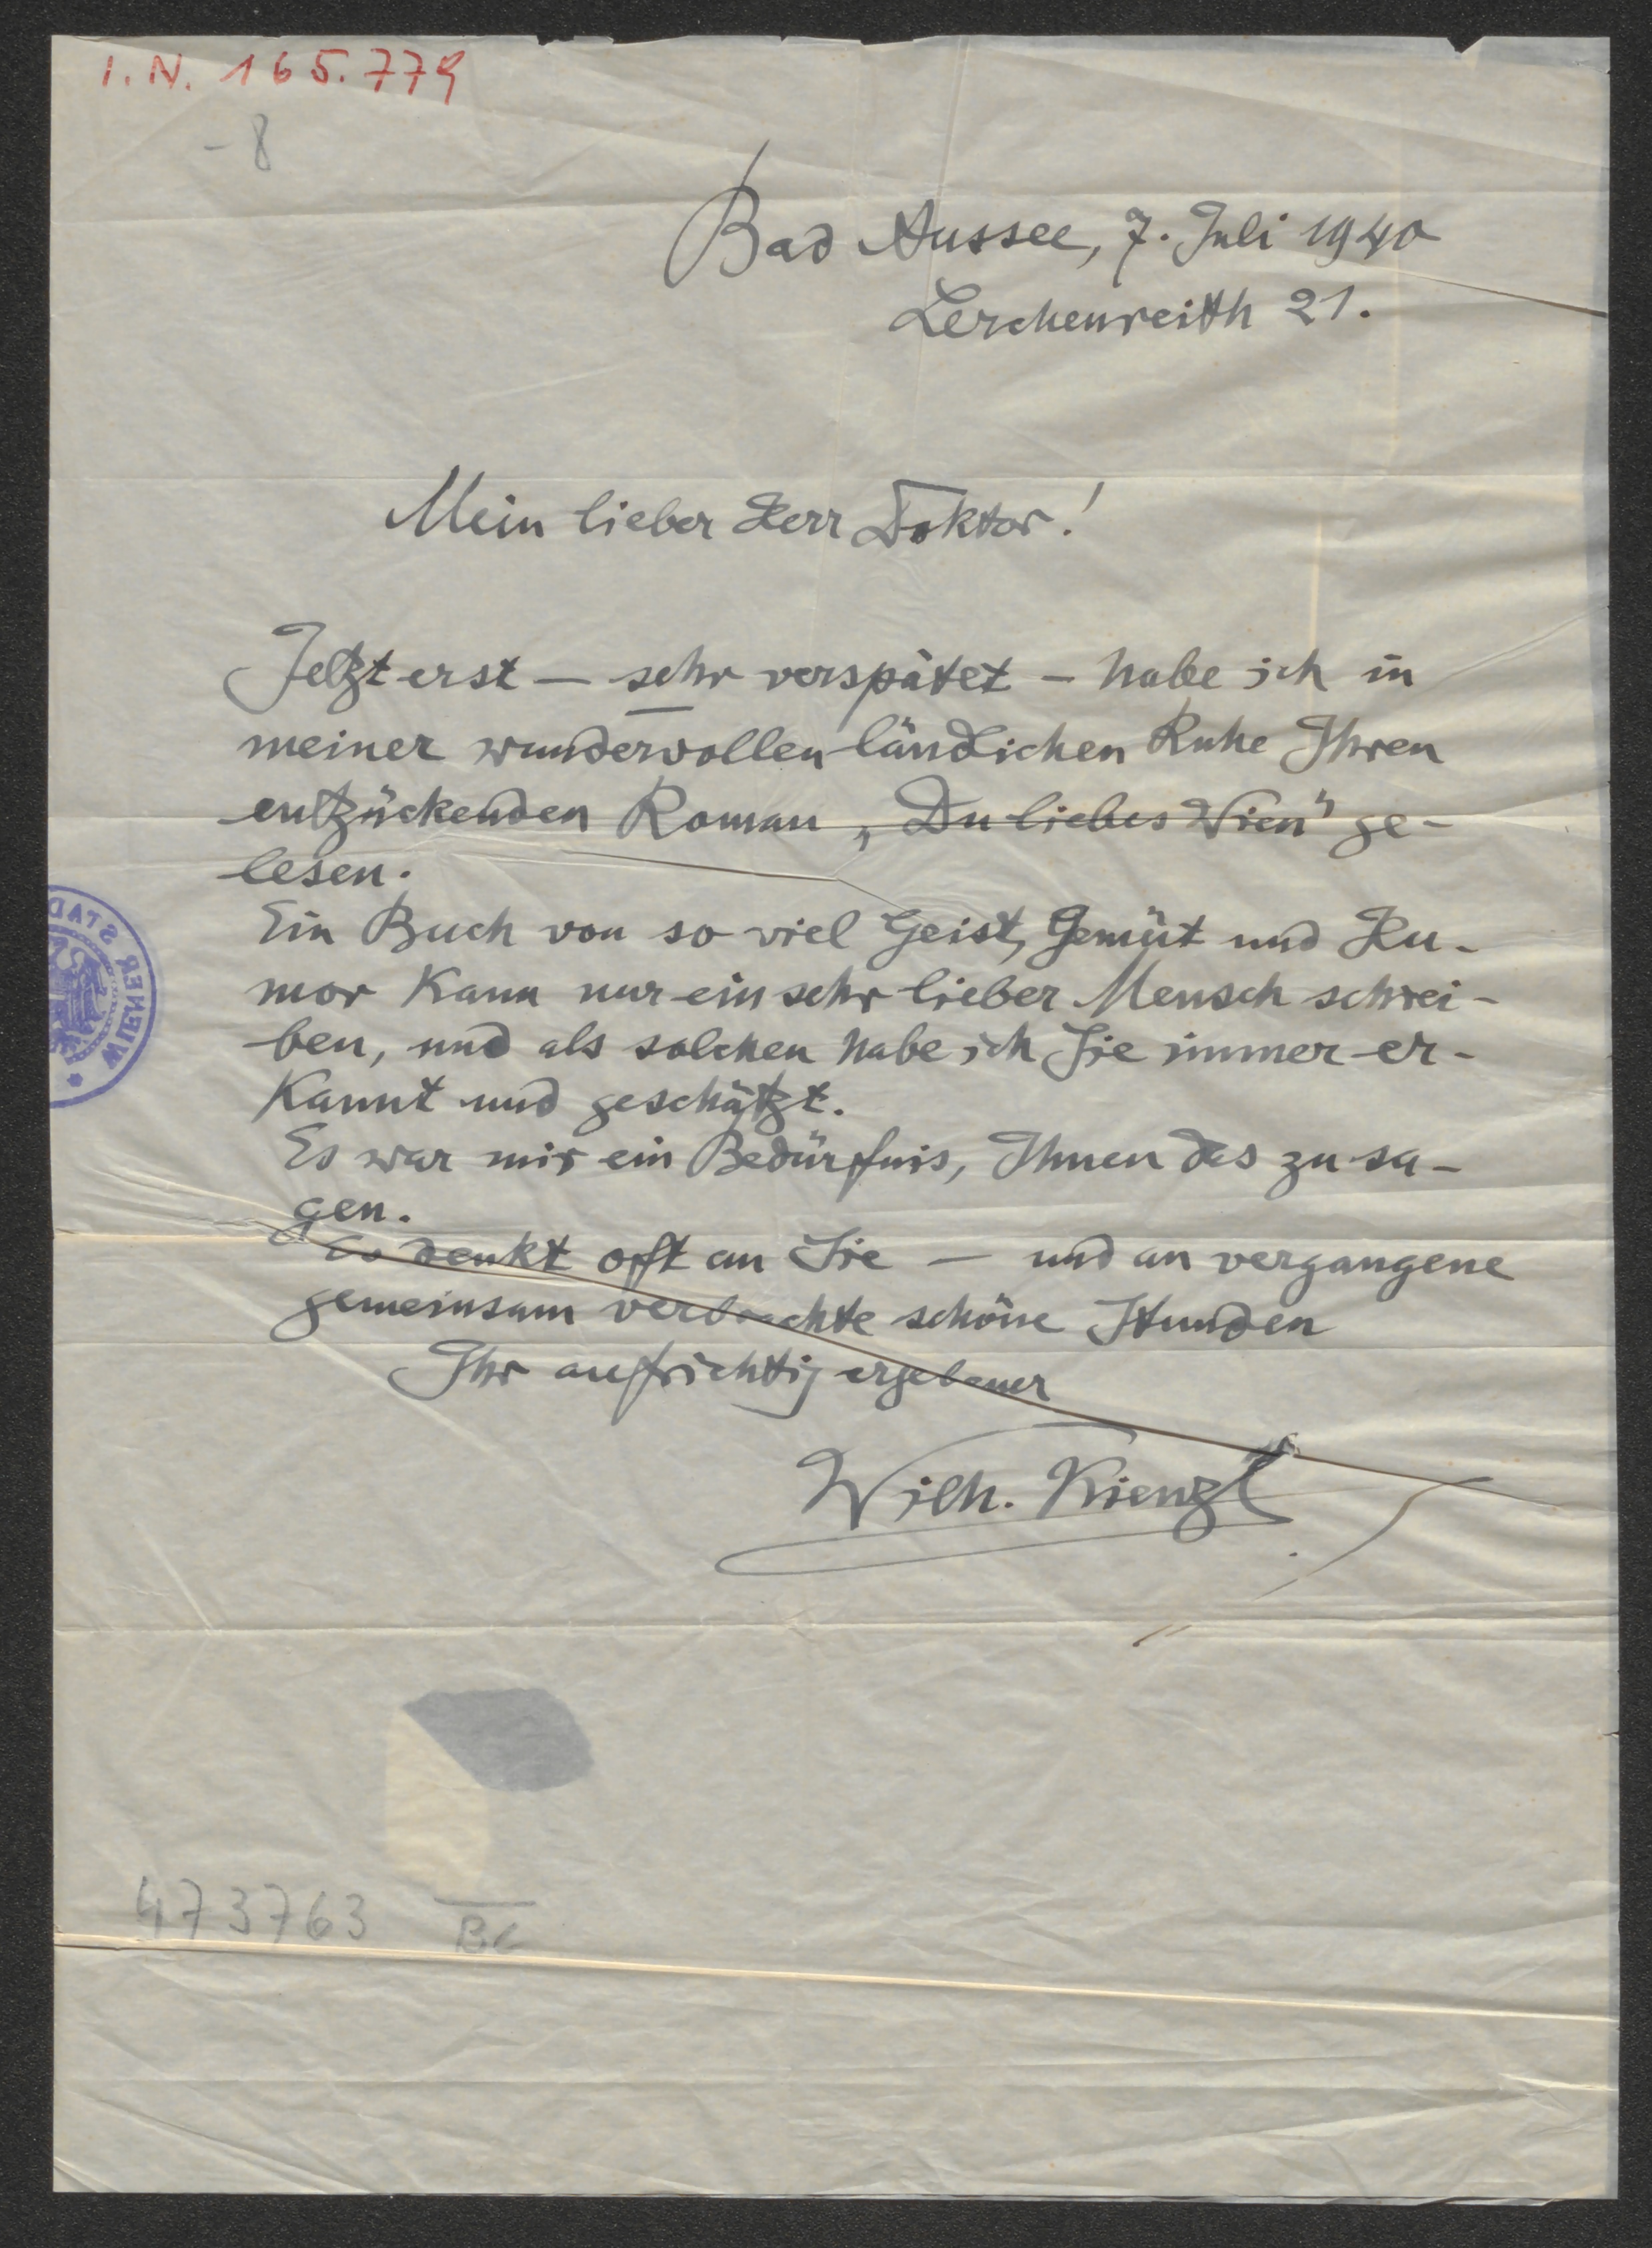 I.N. 165.779
- 8
Bad Aussee, 7. Juli 1940
Lerchenreith 21.
Mein lieber Herr Doktor!
Jetzt erst — sehr verspätet — habe ich in
meiner wundervollen ländlichen Ruhe Ihren
entzückenden Roman „Du liebes Wien" ge-
lesen.
Ein Buch von so viel Geist, Gemüt und Hu-
mor kann nur ein sehr lieber Mensch schrei-
ben, und als solchen habe ich Sie immer er-
kannt und geschätzt.
Es war mir ein Bedürfnis, Ihnen das zu sa-
gen.
Es denkt oft an Sie — und an vergangene
gemeinsam verbrachte schöne Stunden
Ihr aufrichtig ergebener
Wilh. Kienzl
WIENER STAD
473763